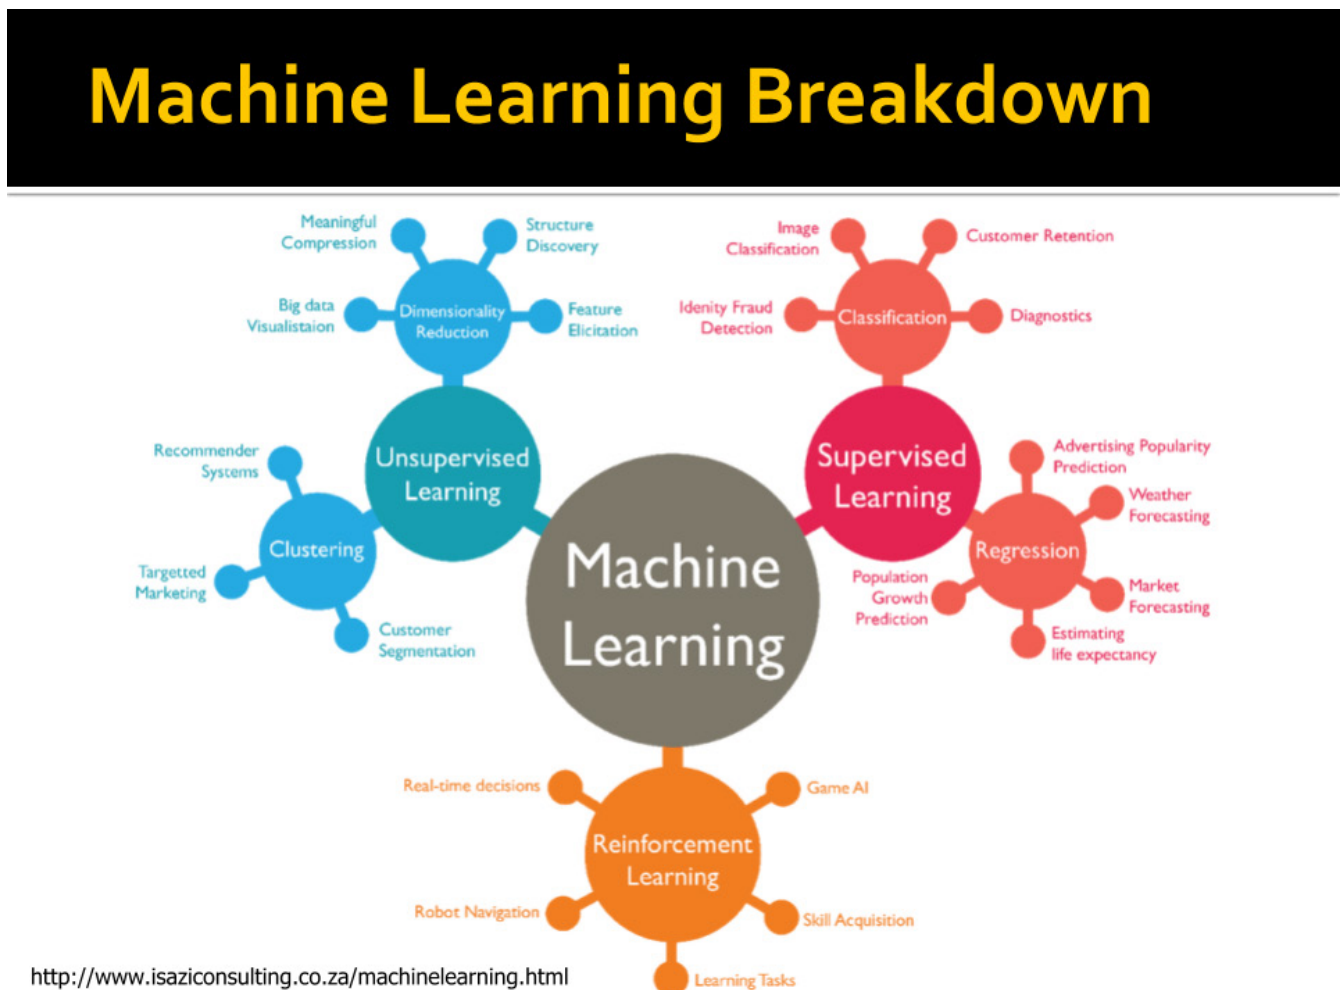 Machine Learning Breakdown
Meaningful
Compression
Structure
Discovery
Big data
Visualistaion
Dimensionality
Reduction
Feature
Elicitation
Image
Classification
Customer Retention
Idenity Fraud
Detection
Classification
Diagnostics
Unsupervised
Learning
Recommender
Systems
Clustering
Targetted
Marketing
Customer
Segmentation
Supervised
Learning
Advertising Popularity
Prediction
Weather
Forecasting
Regression
Population
Growth
Prediction
Market
Forecasting
Estimating
life expectancy
Machine
Learning
Real-time decisions
Game AI
Reinforcement
Learning
Robot Navigation
Skill Acquisition
Learning Tasks
http://www.isaziconsulting.co.za/machinelearning.html